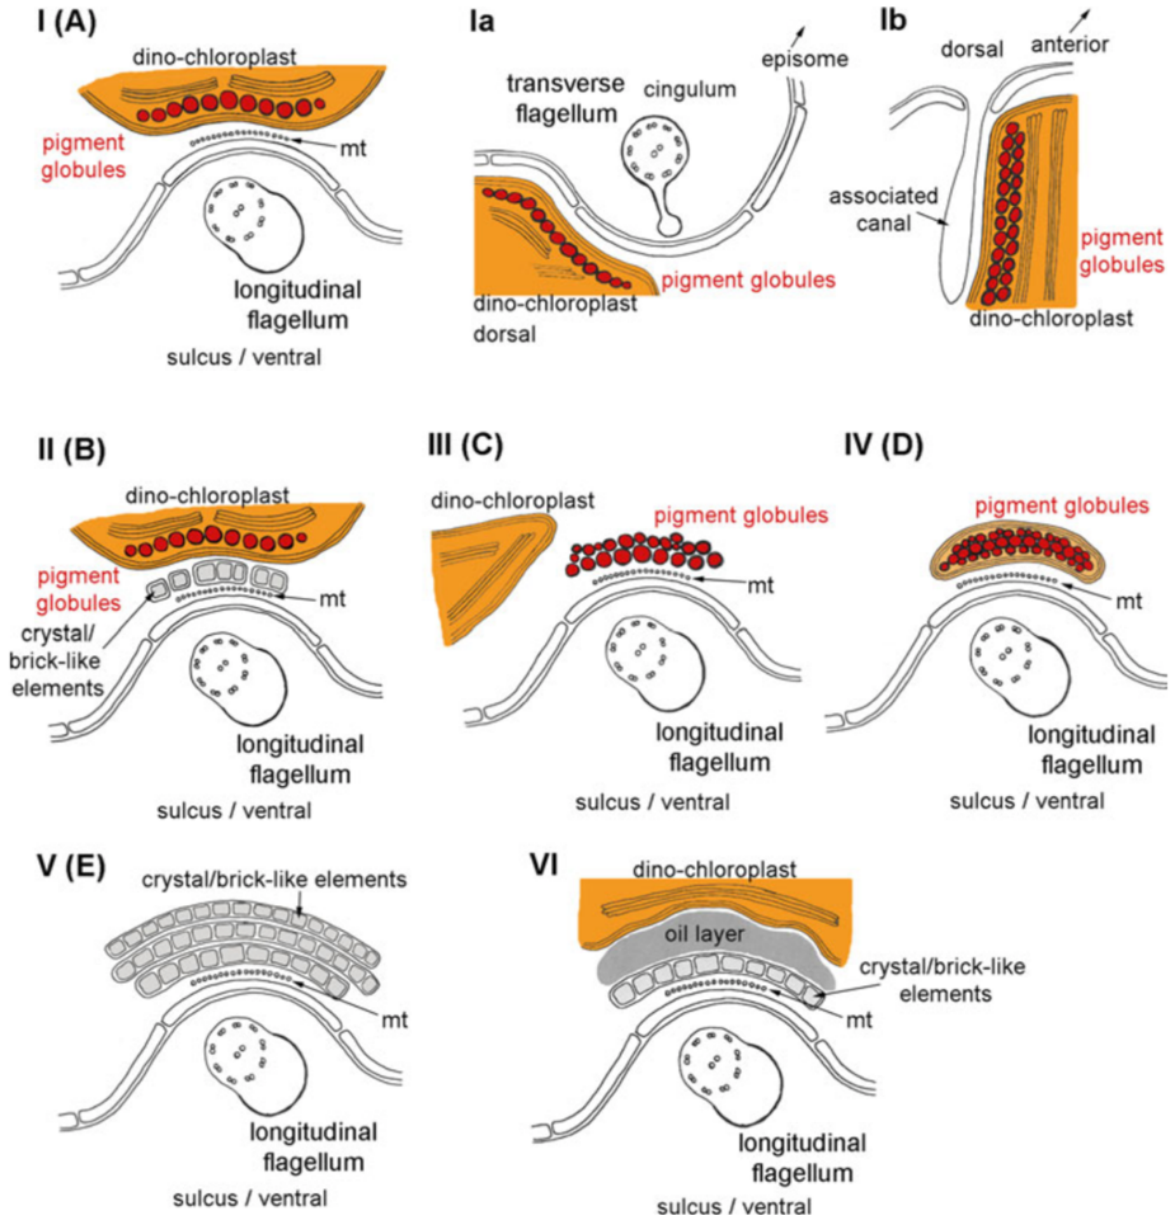 I (A)
dino-chloroplast
pigment
globules
mt
longitudinal
flagellum
sulcus / ventral
Ia
episome
transverse
flagellum
cingulum
pigment globules
dino-chloroplast
dorsal
Ib
dorsal
anterior
associated
canal
pigment
globules
dino-chloroplast
II (B)
dino-chloroplast
pigment
globules
mt
crystal/
brick-like
elements
longitudinal
flagellum
sulcus / ventral
III (C)
dino-chloroplast
pigment globules
mt
longitudinal
flagellum
sulcus / ventral
IV (D)
pigment globules
mt
longitudinal
flagellum
sulcus / ventral
V (E)
crystal/brick-like elements
mt
longitudinal
flagellum
sulcus / ventral
VI
dino-chloroplast
oil layer
crystal/brick-like
elements
mt
longitudinal
flagellum
sulcus / ventral